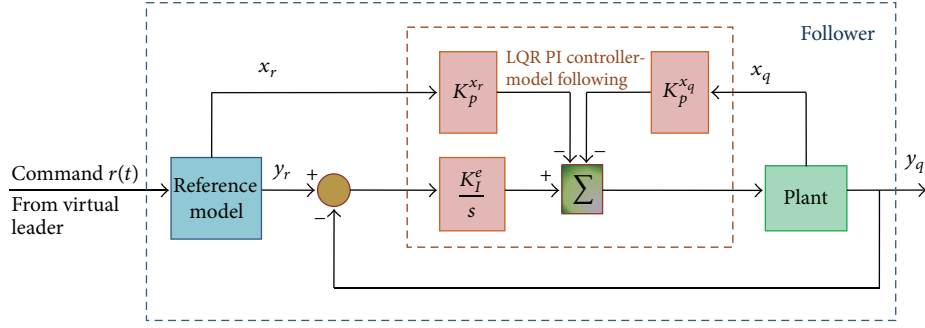 Follower
LQR PI controller-
model following
x_r
K_p^{x_r}
K_p^{x_q}
x_q
− −
Command r(t)
From virtual
leader
Reference
model
y_r
+
−
K_I^e
s
+
∑
Plant
y_q